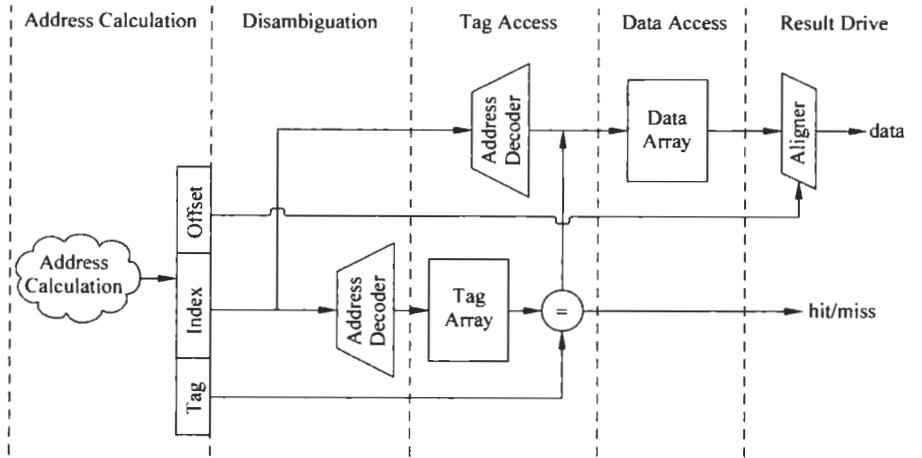 Address Calculation
Disambiguation
Tag Access
Data Access
Result Drive
Address
Decoder
Data
Array
Aligner
data
Offset
Address
Calculation
Index
Address
Decoder
Tag
Array
=
hit/miss
Tag